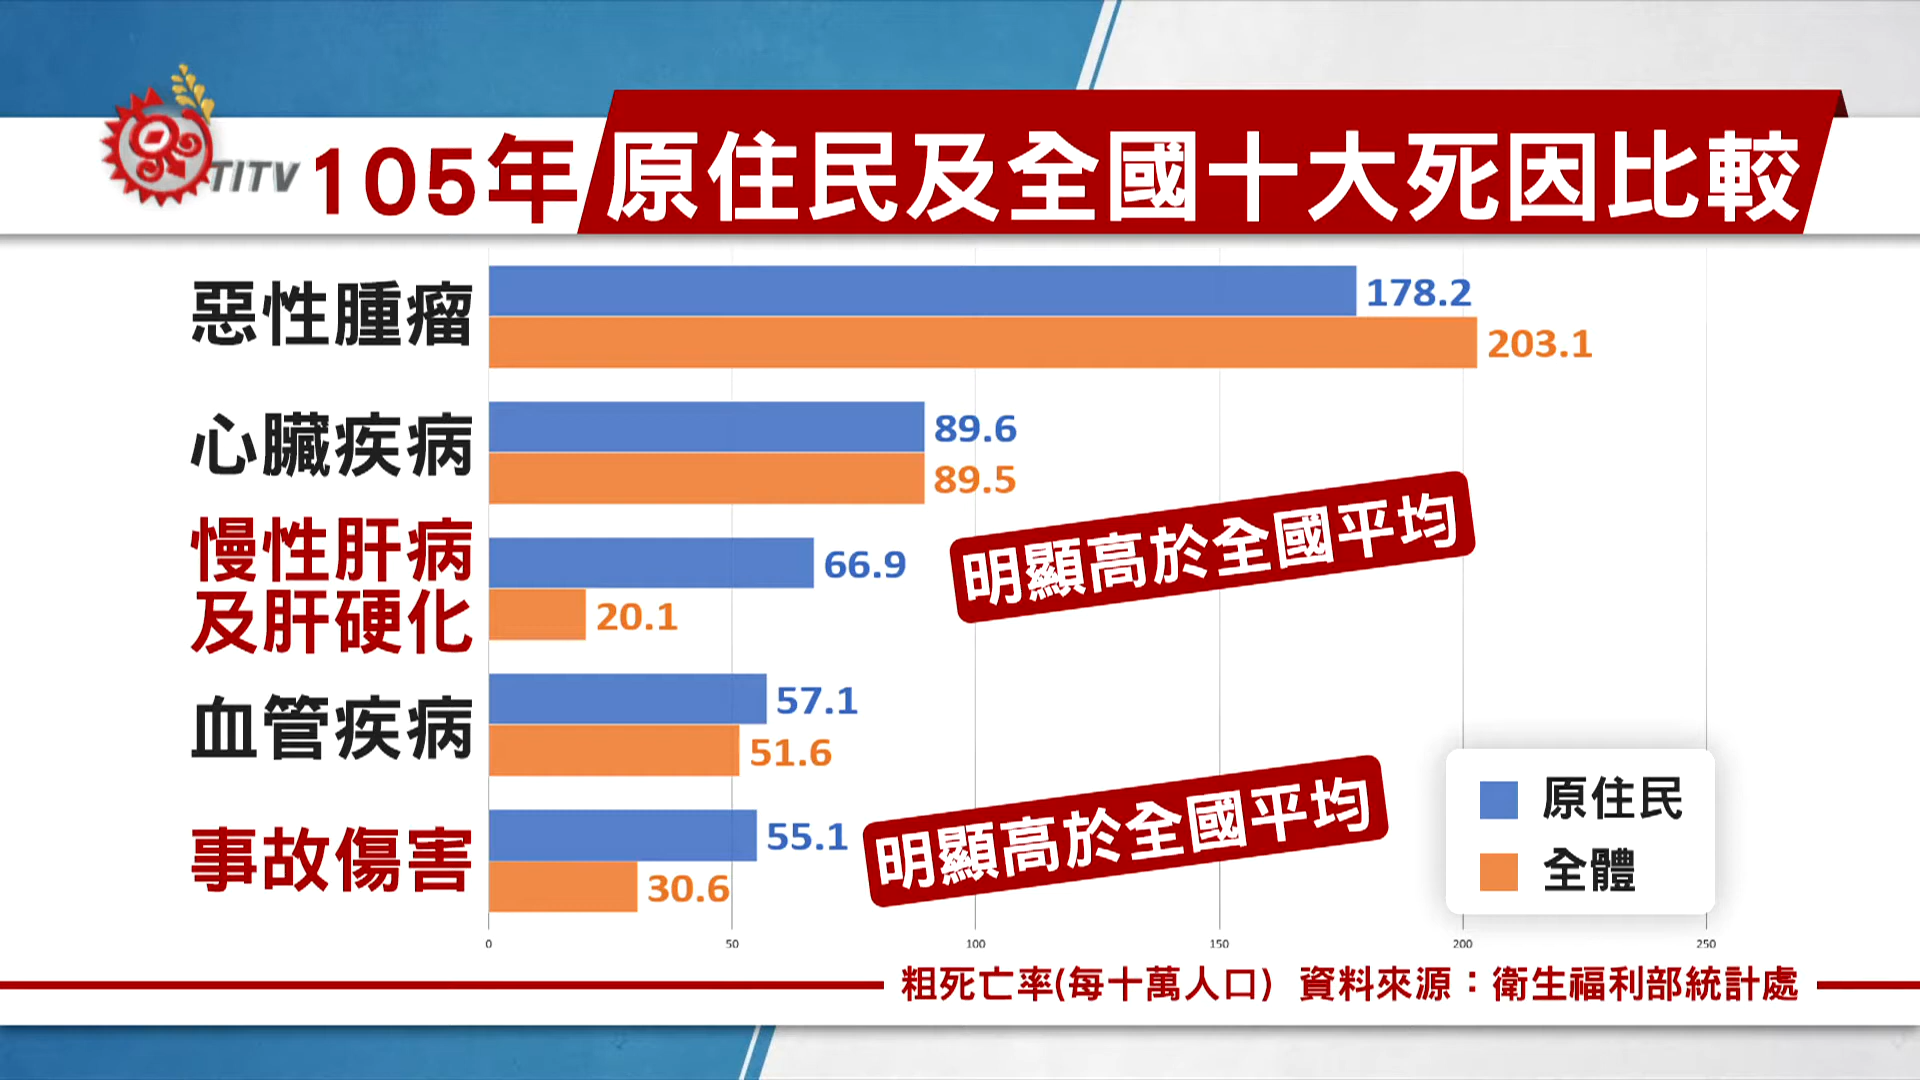 TITV
105年 原住民及全國十大死因比較
惡性腫瘤
178.2
203.1
心臟疾病
89.6
89.5
慢性肝病
及肝硬化
66.9
20.1
明顯高於全國平均
血管疾病
57.1
51.6
事故傷害
55.1
30.6
明顯高於全國平均
原住民
全體
0 50 100 150 200 250
粗死亡率(每十萬人口) 資料來源：衛生福利部統計處